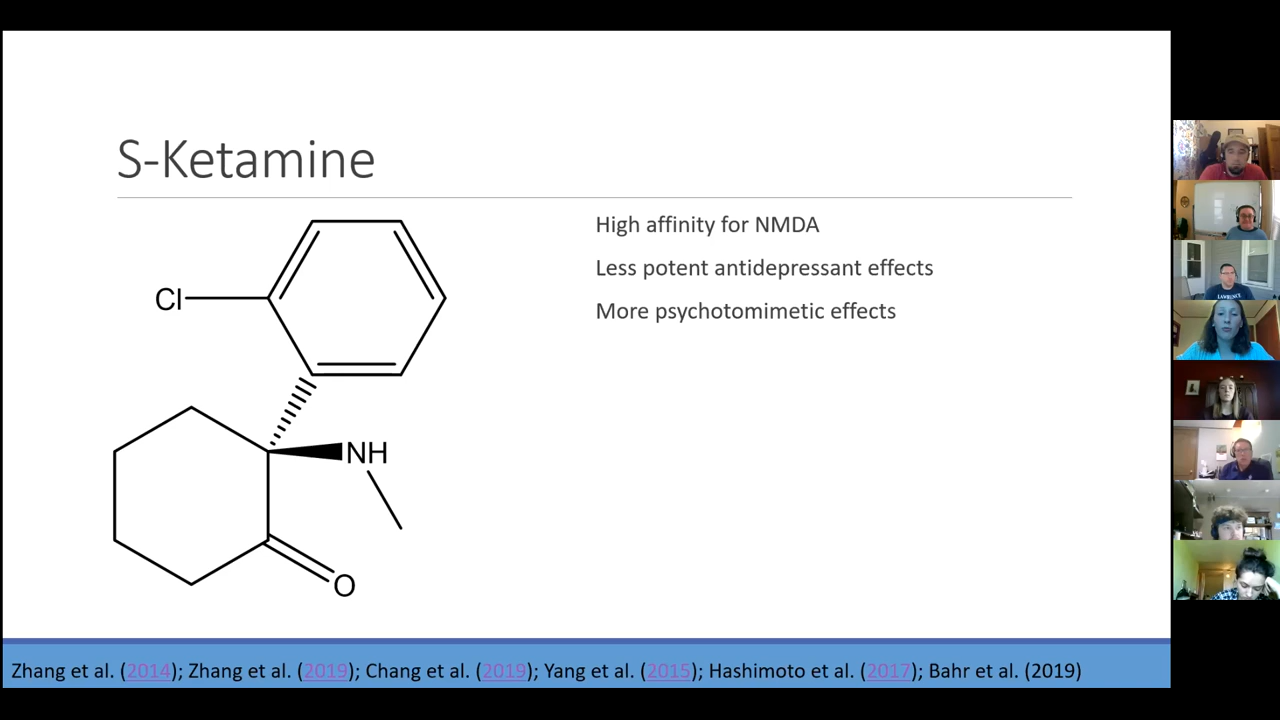 S-Ketamine
High affinity for NMDA
Less potent antidepressant effects
More psychotomimetic effects
Cl
NH
O
Zhang et al. (2014); Zhang et al. (2019); Chang et al. (2019); Yang et al. (2015); Hashimoto et al. (2017); Bahr et al. (2019)
LAWRENCE